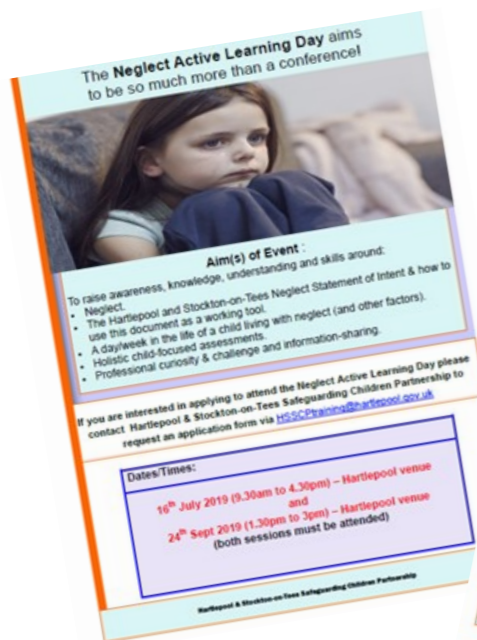 The Neglect Active Learning Day aims
to be so much more than a conference!
Aim(s) of Event :
To raise awareness, knowledge, understanding and skills around:
• Neglect.
• The Hartlepool and Stockton-on-Tees Neglect Statement of Intent & how to
use this document as a working tool.
• A day/week in the life of a child living with neglect (and other factors).
• Holistic child-focused assessments.
• Professional curiosity & challenge and information-sharing.
If you are interested in applying to attend the Neglect Active Learning Day please
contact Hartlepool & Stockton-on-Tees Safeguarding Children Partnership to
request an application form via HSSCPtraining@hartlepool.gov.uk
Dates/Times:
16th July 2019 (9.30am to 4.30pm) – Hartlepool venue
and
24th Sept 2019 (1.30pm to 3pm) – Hartlepool venue
(both sessions must be attended)
Hartlepool & Stockton-on-Tees Safeguarding Children Partnership